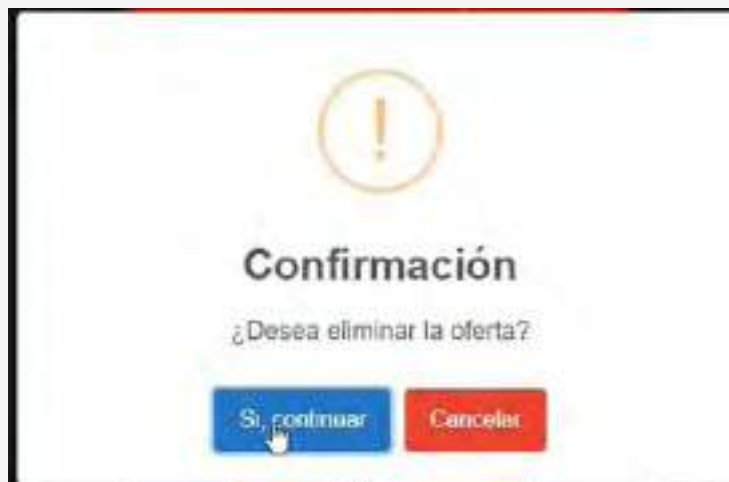 Confirmación
¿Desea eliminar la oferta?
Si, continuar
Cancelar